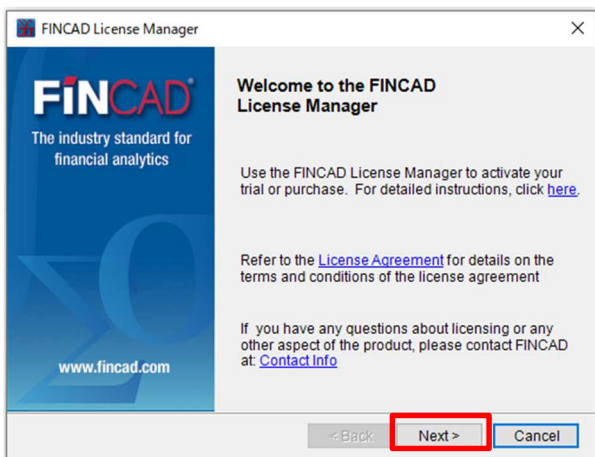 FINCAD License Manager
FINCAD®
The industry standard for
financial analytics
www.fincad.com
Welcome to the FINCAD
License Manager
Use the FINCAD License Manager to activate your
trial or purchase. For detailed instructions, click here.
Refer to the License Agreement for details on the
terms and conditions of the license agreement
If you have any questions about licensing or any
other aspect of the product, please contact FINCAD
at: Contact Info
< Back Next > Cancel